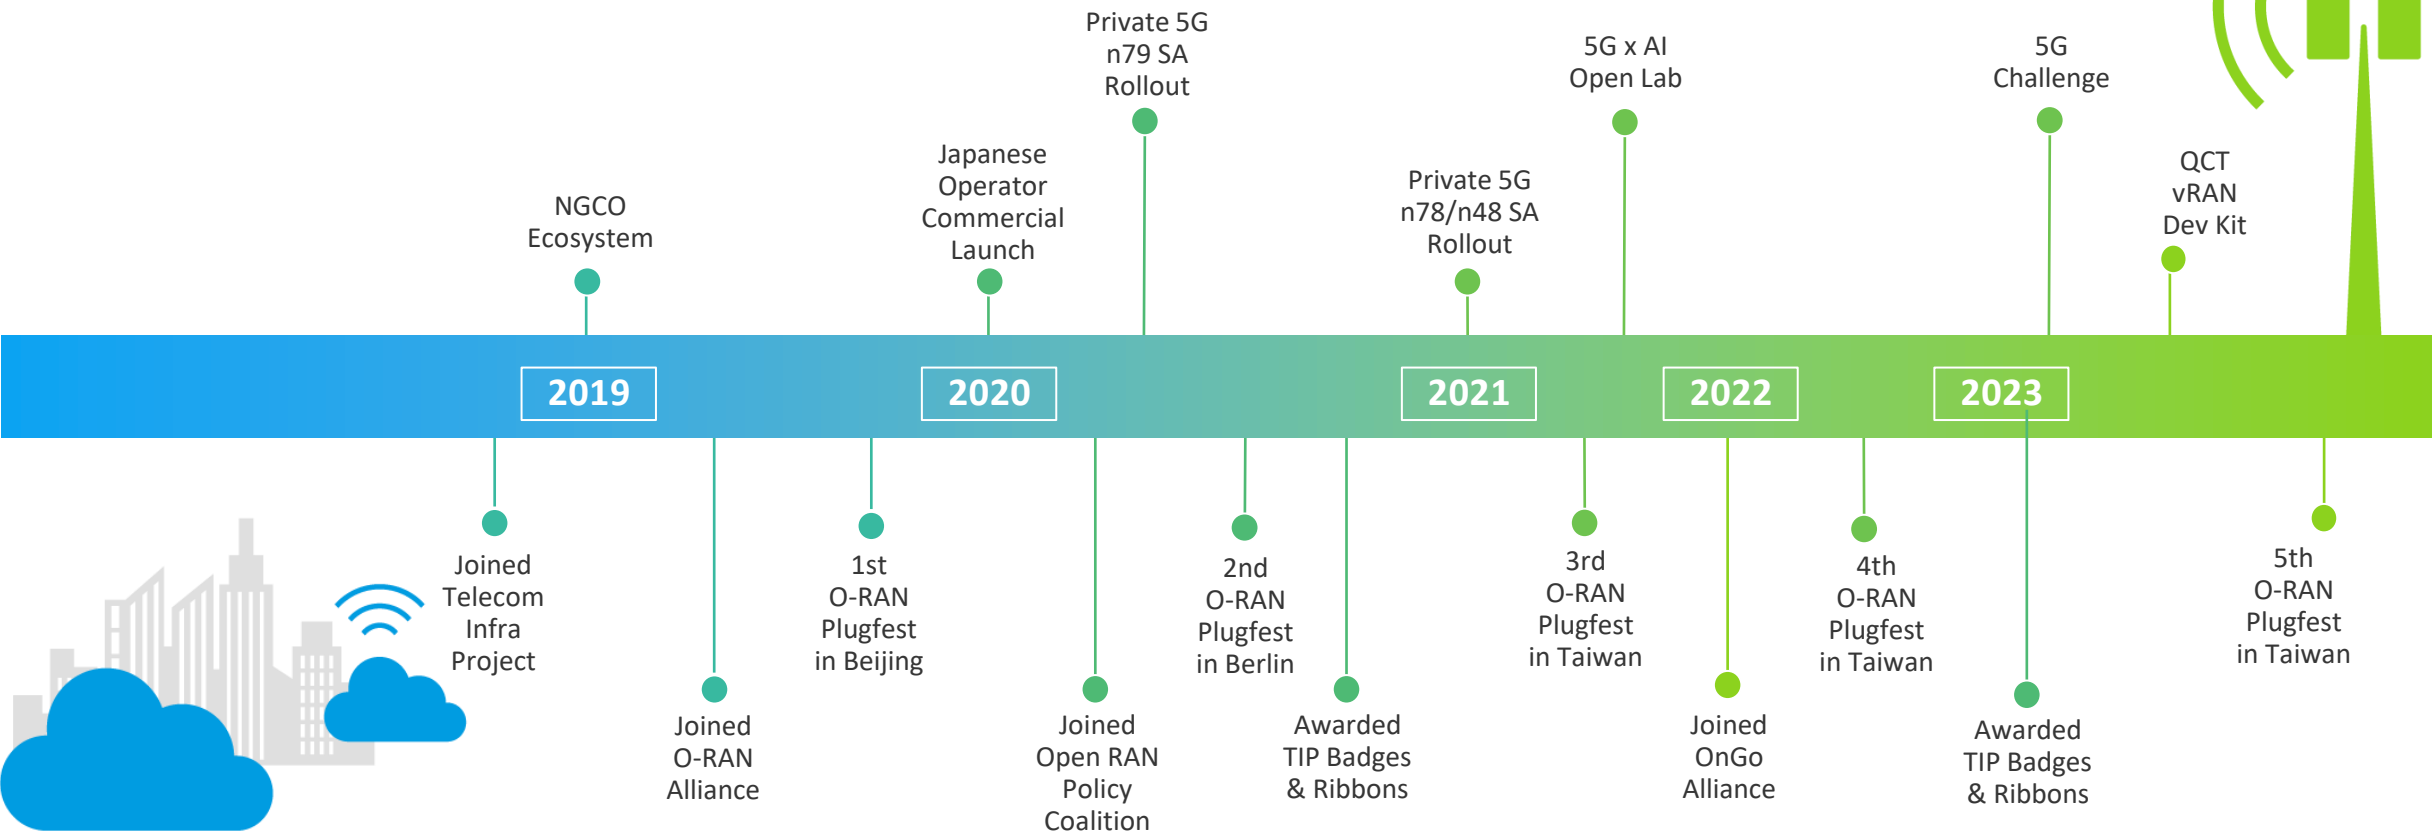 Private 5G
n79 SA
Rollout
5G x AI
Open Lab
5G
Challenge
Japanese
Operator
Commercial
Launch
QCT
vRAN
Dev Kit
Private 5G
n78/n48 SA
Rollout
NGCO
Ecosystem
2019
2020
2021
2022
2023
Joined
Telecom
Infra
Project
1st
O-RAN
Plugfest
in Beijing
2nd
O-RAN
Plugfest
in Berlin
3rd
O-RAN
Plugfest
in Taiwan
4th
O-RAN
Plugfest
in Taiwan
5th
O-RAN
Plugfest
in Taiwan
Joined
O-RAN
Alliance
Joined
Open RAN
Policy
Coalition
Awarded
TIP Badges
& Ribbons
Joined
OnGo
Alliance
Awarded
TIP Badges
& Ribbons